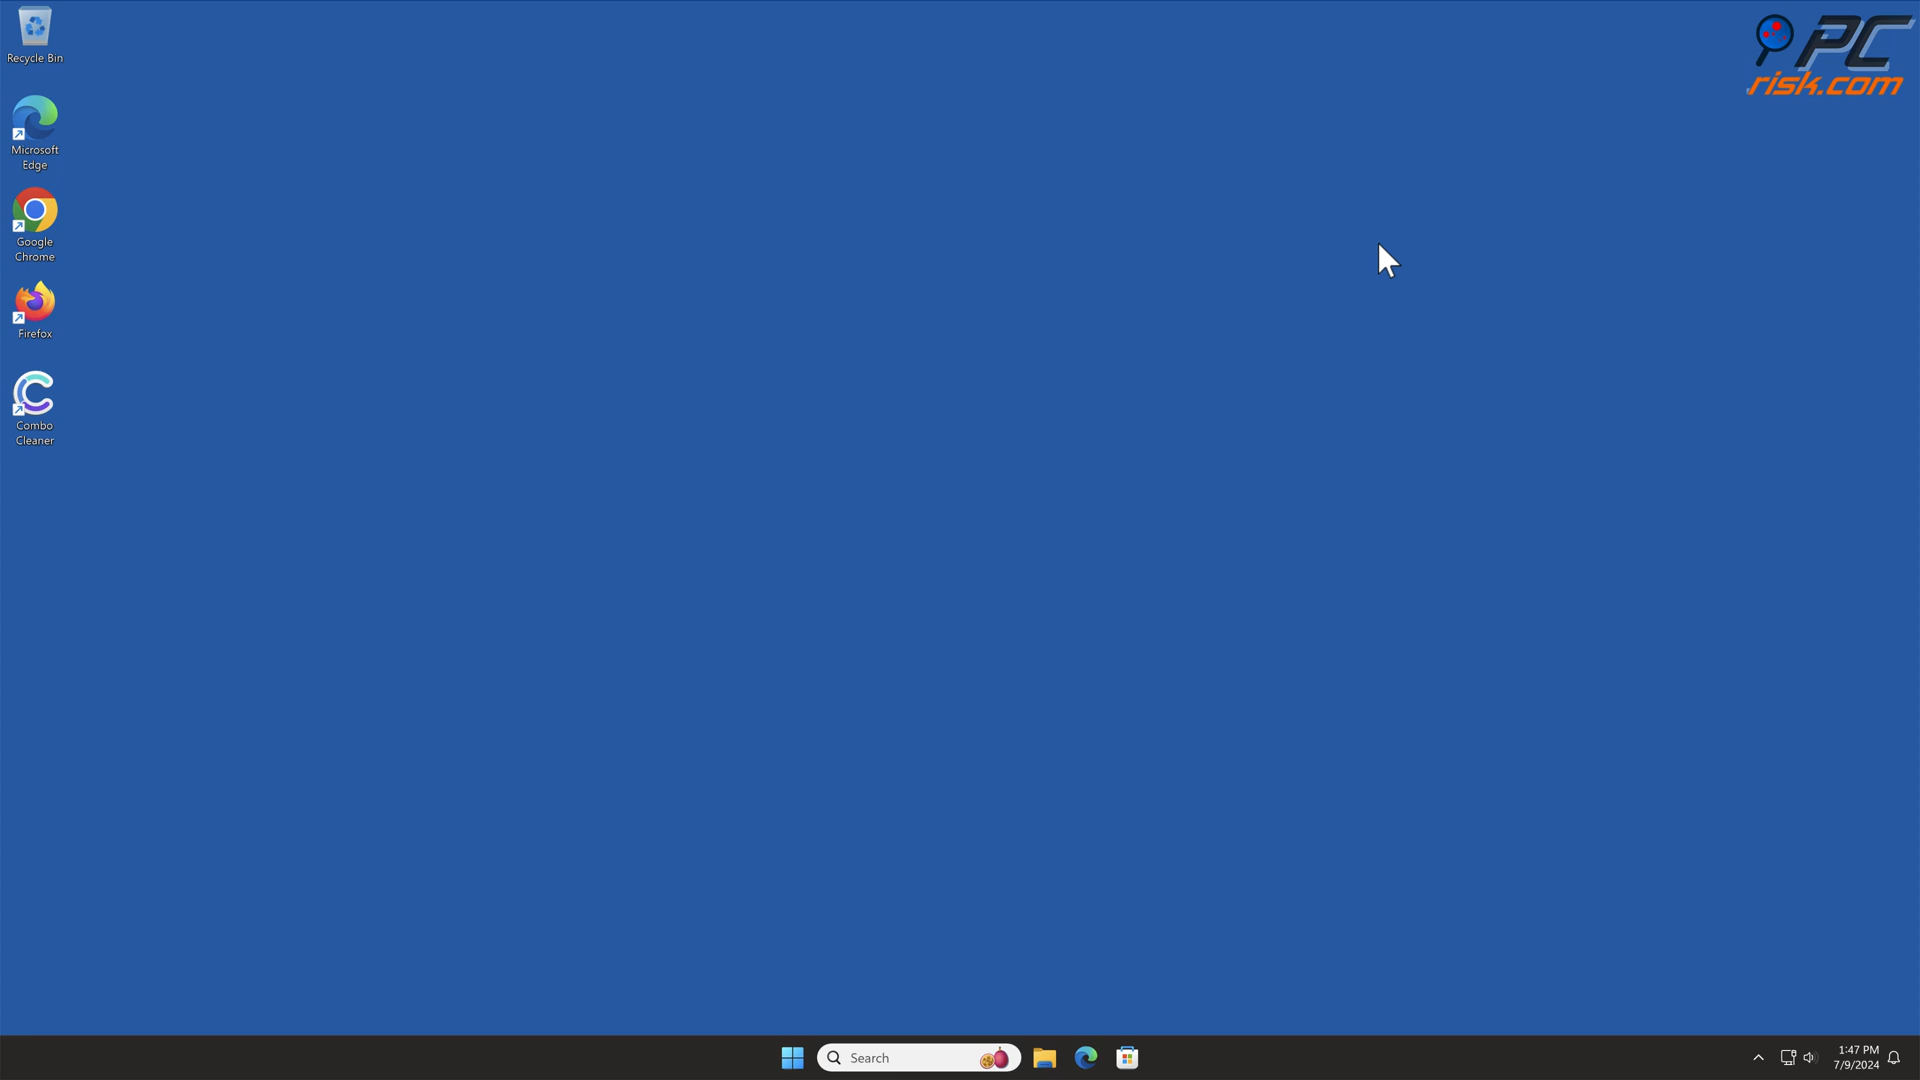 Recycle Bin
PC
risk.com
Microsoft
Edge
Google
Chrome
Firefox
Combo
Cleaner
Search
1:47 PM
7/9/2024